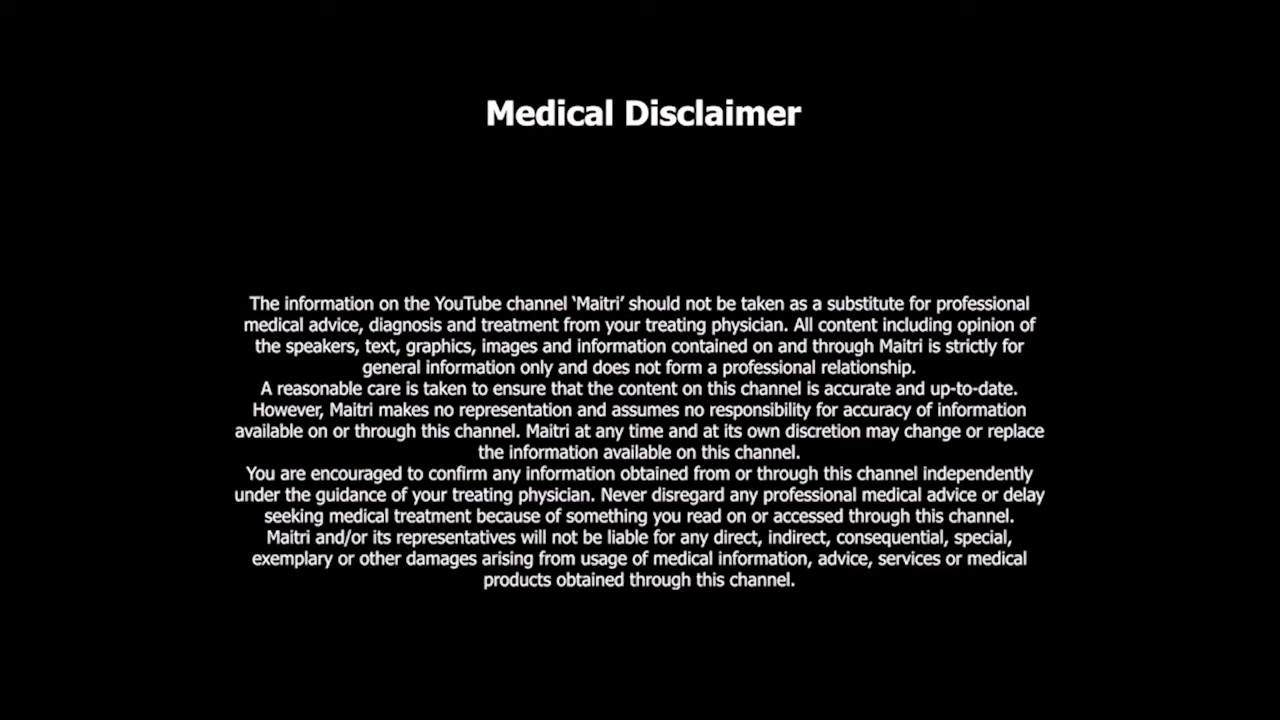 Medical Disclaimer
The information on the YouTube channel ‘Maitri’ should not be taken as a substitute for professional
medical advice, diagnosis and treatment from your treating physician. All content including opinion of
the speakers, text, graphics, images and information contained on and through Maitri is strictly for
general information only and does not form a professional relationship.
A reasonable care is taken to ensure that the content on this channel is accurate and up-to-date.
However, Maitri makes no representation and assumes no responsibility for accuracy of information
available on or through this channel. Maitri at any time and at its own discretion may change or replace
the information available on this channel.
You are encouraged to confirm any information obtained from or through this channel independently
under the guidance of your treating physician. Never disregard any professional medical advice or delay
seeking medical treatment because of something you read on or accessed through this channel.
Maitri and/or its representatives will not be liable for any direct, indirect, consequential, special,
exemplary or other damages arising from usage of medical information, advice, services or medical
products obtained through this channel.